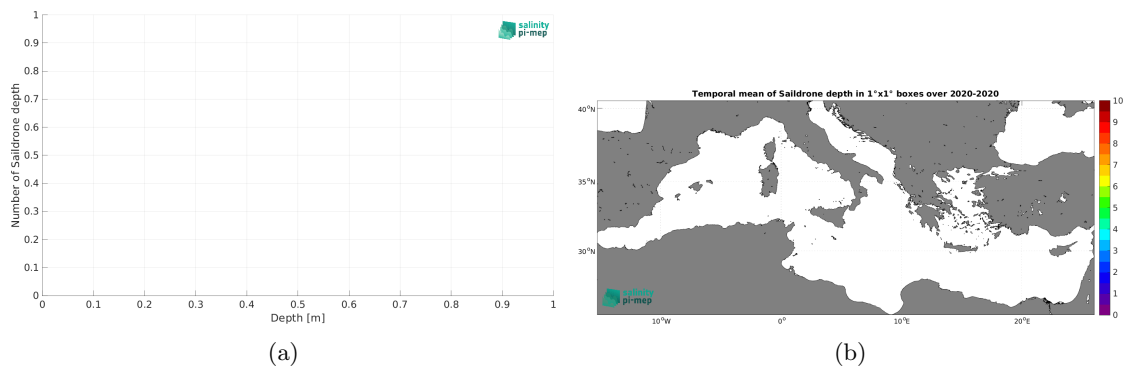 1
0.9
0.8
0.7
0.6
0.5
0.4
0.3
0.2
0.1
0
Number of Saildrone depth
0 0.1 0.2 0.3 0.4 0.5 0.6 0.7 0.8 0.9 1
Depth [m]
salinity
pi-mep
(a)
Temporal mean of Saildrone depth in 1°x1° boxes over 2020-2020
40°N
35°N
30°N
10°W 0° 10°E 20°E
salinity
pi-mep
10
9
8
7
6
5
4
3
2
1
0
(b)